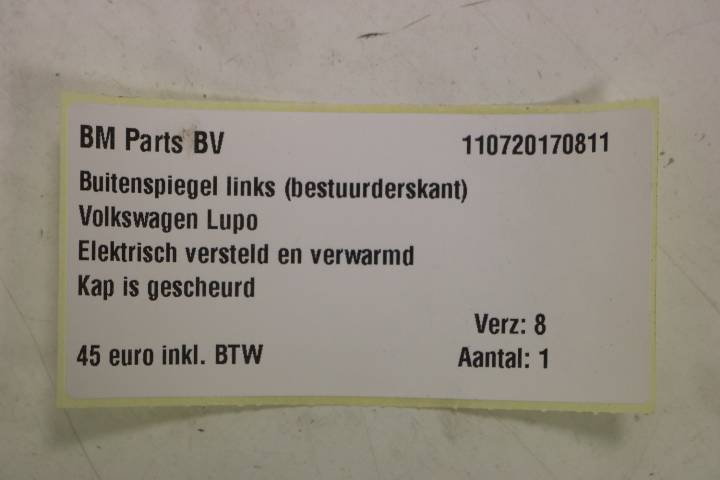 BM Parts BV 110720170811
Buitenspiegel links (bestuurderskant)
Volkswagen Lupo
Elektrisch versteld en verwarmd
Kap is gescheurd
Verz: 8
45 euro inkl. BTW Aantal: 1